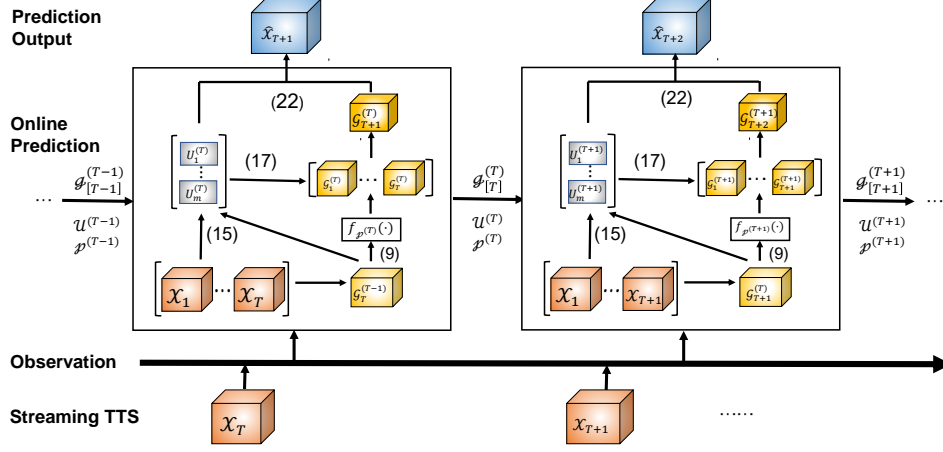 Prediction
Output
𝒳̂_{T+1}
𝒳̂_{T+2}
Online
Prediction
(22)
𝒢_{T+1}^{(T)}
(22)
𝒢_{T+2}^{(T+1)}
⋯
𝒢_{[T-1]}^{(T-1)}
𝒰^{(T-1)}
𝓅^{(T-1)}
U_1^{(T)}
⋮
U_m^{(T)}
(17)
𝒢_1^{(T)} ⋯ 𝒢_T^{(T)}
(15)
f_{𝓅^{(T)}}(·)
(9)
𝒳_1 ⋯ 𝒳_T
𝒢_T^{(T-1)}
𝒢_{[T]}^{(T)}
𝒰^{(T)}
𝓅^{(T)}
U_1^{(T+1)}
⋮
U_m^{(T+1)}
(17)
𝒢_1^{(T+1)} ⋯ 𝒢_{T+1}^{(T+1)}
(15)
f_{𝓅^{(T+1)}}(·)
(9)
𝒳_1 ⋯ 𝒳_{T+1}
𝒢_{T+1}^{(T)}
𝒢_{[T+1]}^{(T+1)}
𝒰^{(T+1)}
𝓅^{(T+1)}
⋯
Observation
Streaming TTS
𝒳_T
𝒳_{T+1}
⋯⋯